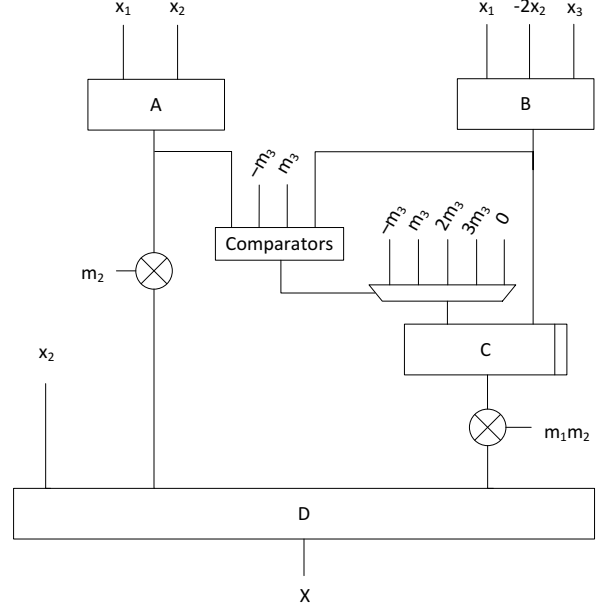 x₁ x₂ x₁ -2x₂ x₃
A B
–m₃ m₃
–m₃ m₃ 2m₃ 3m₃ 0
Comparators
m₂
x₂
C
m₁m₂
D
X